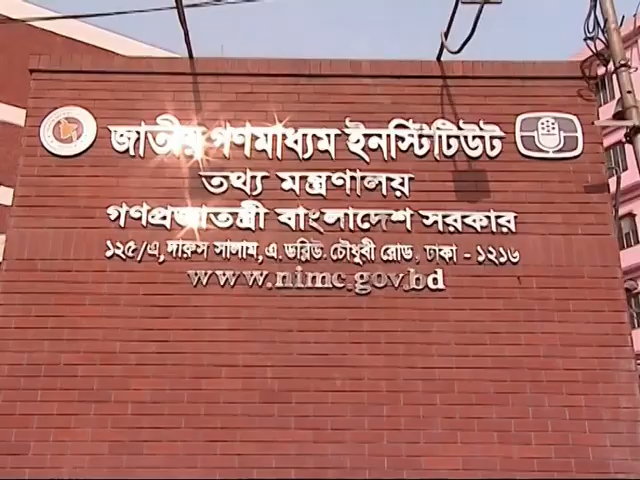 জাতীয় গণমাধ্যম ইনস্টিটিউট
তথ্য মন্ত্রণালয়
গণপ্রজাতন্ত্রী বাংলাদেশ সরকার
১২৫/এ, দারুস সালাম, এ. ডব্লিউ. চৌধুরী রোড, ঢাকা - ১২১৬
www.nimc.gov.bd